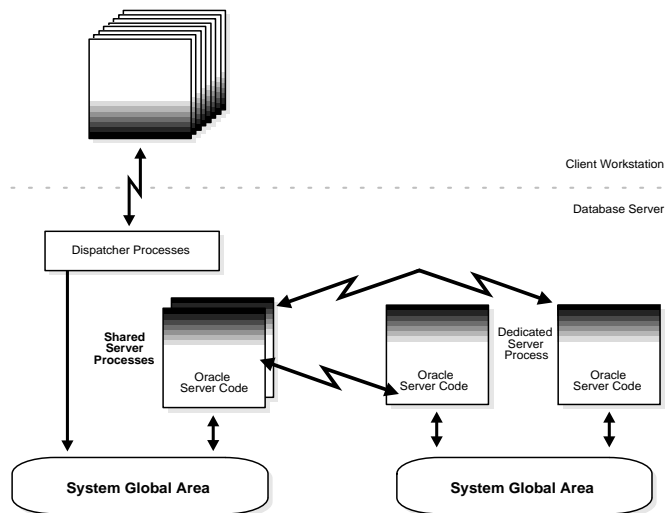 Client Workstation
Database Server
Dispatcher Processes
Shared
Server
Processes
Oracle
Server Code
Oracle
Server Code
Dedicated
Server
Process
Oracle
Server Code
System Global Area
System Global Area